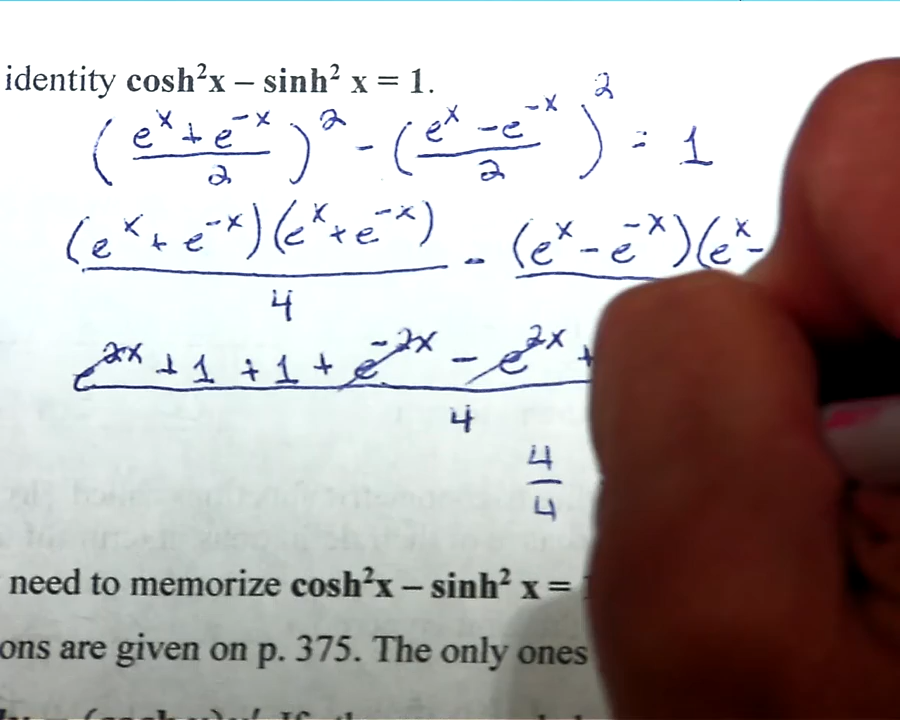 identity cosh²x – sinh² x = 1.
(e^x + e^-x / 2)² - (e^x - e^-x / 2)² = 1
(e^x + e^-x)(e^x + e^-x) / 4 - (e^x - e^-x)(e^x -
e^2x + 1 + 1 + e^-2x - e^2x + / 4
4/4
need to memorize cosh²x – sinh² x =
ons are given on p. 375. The only ones